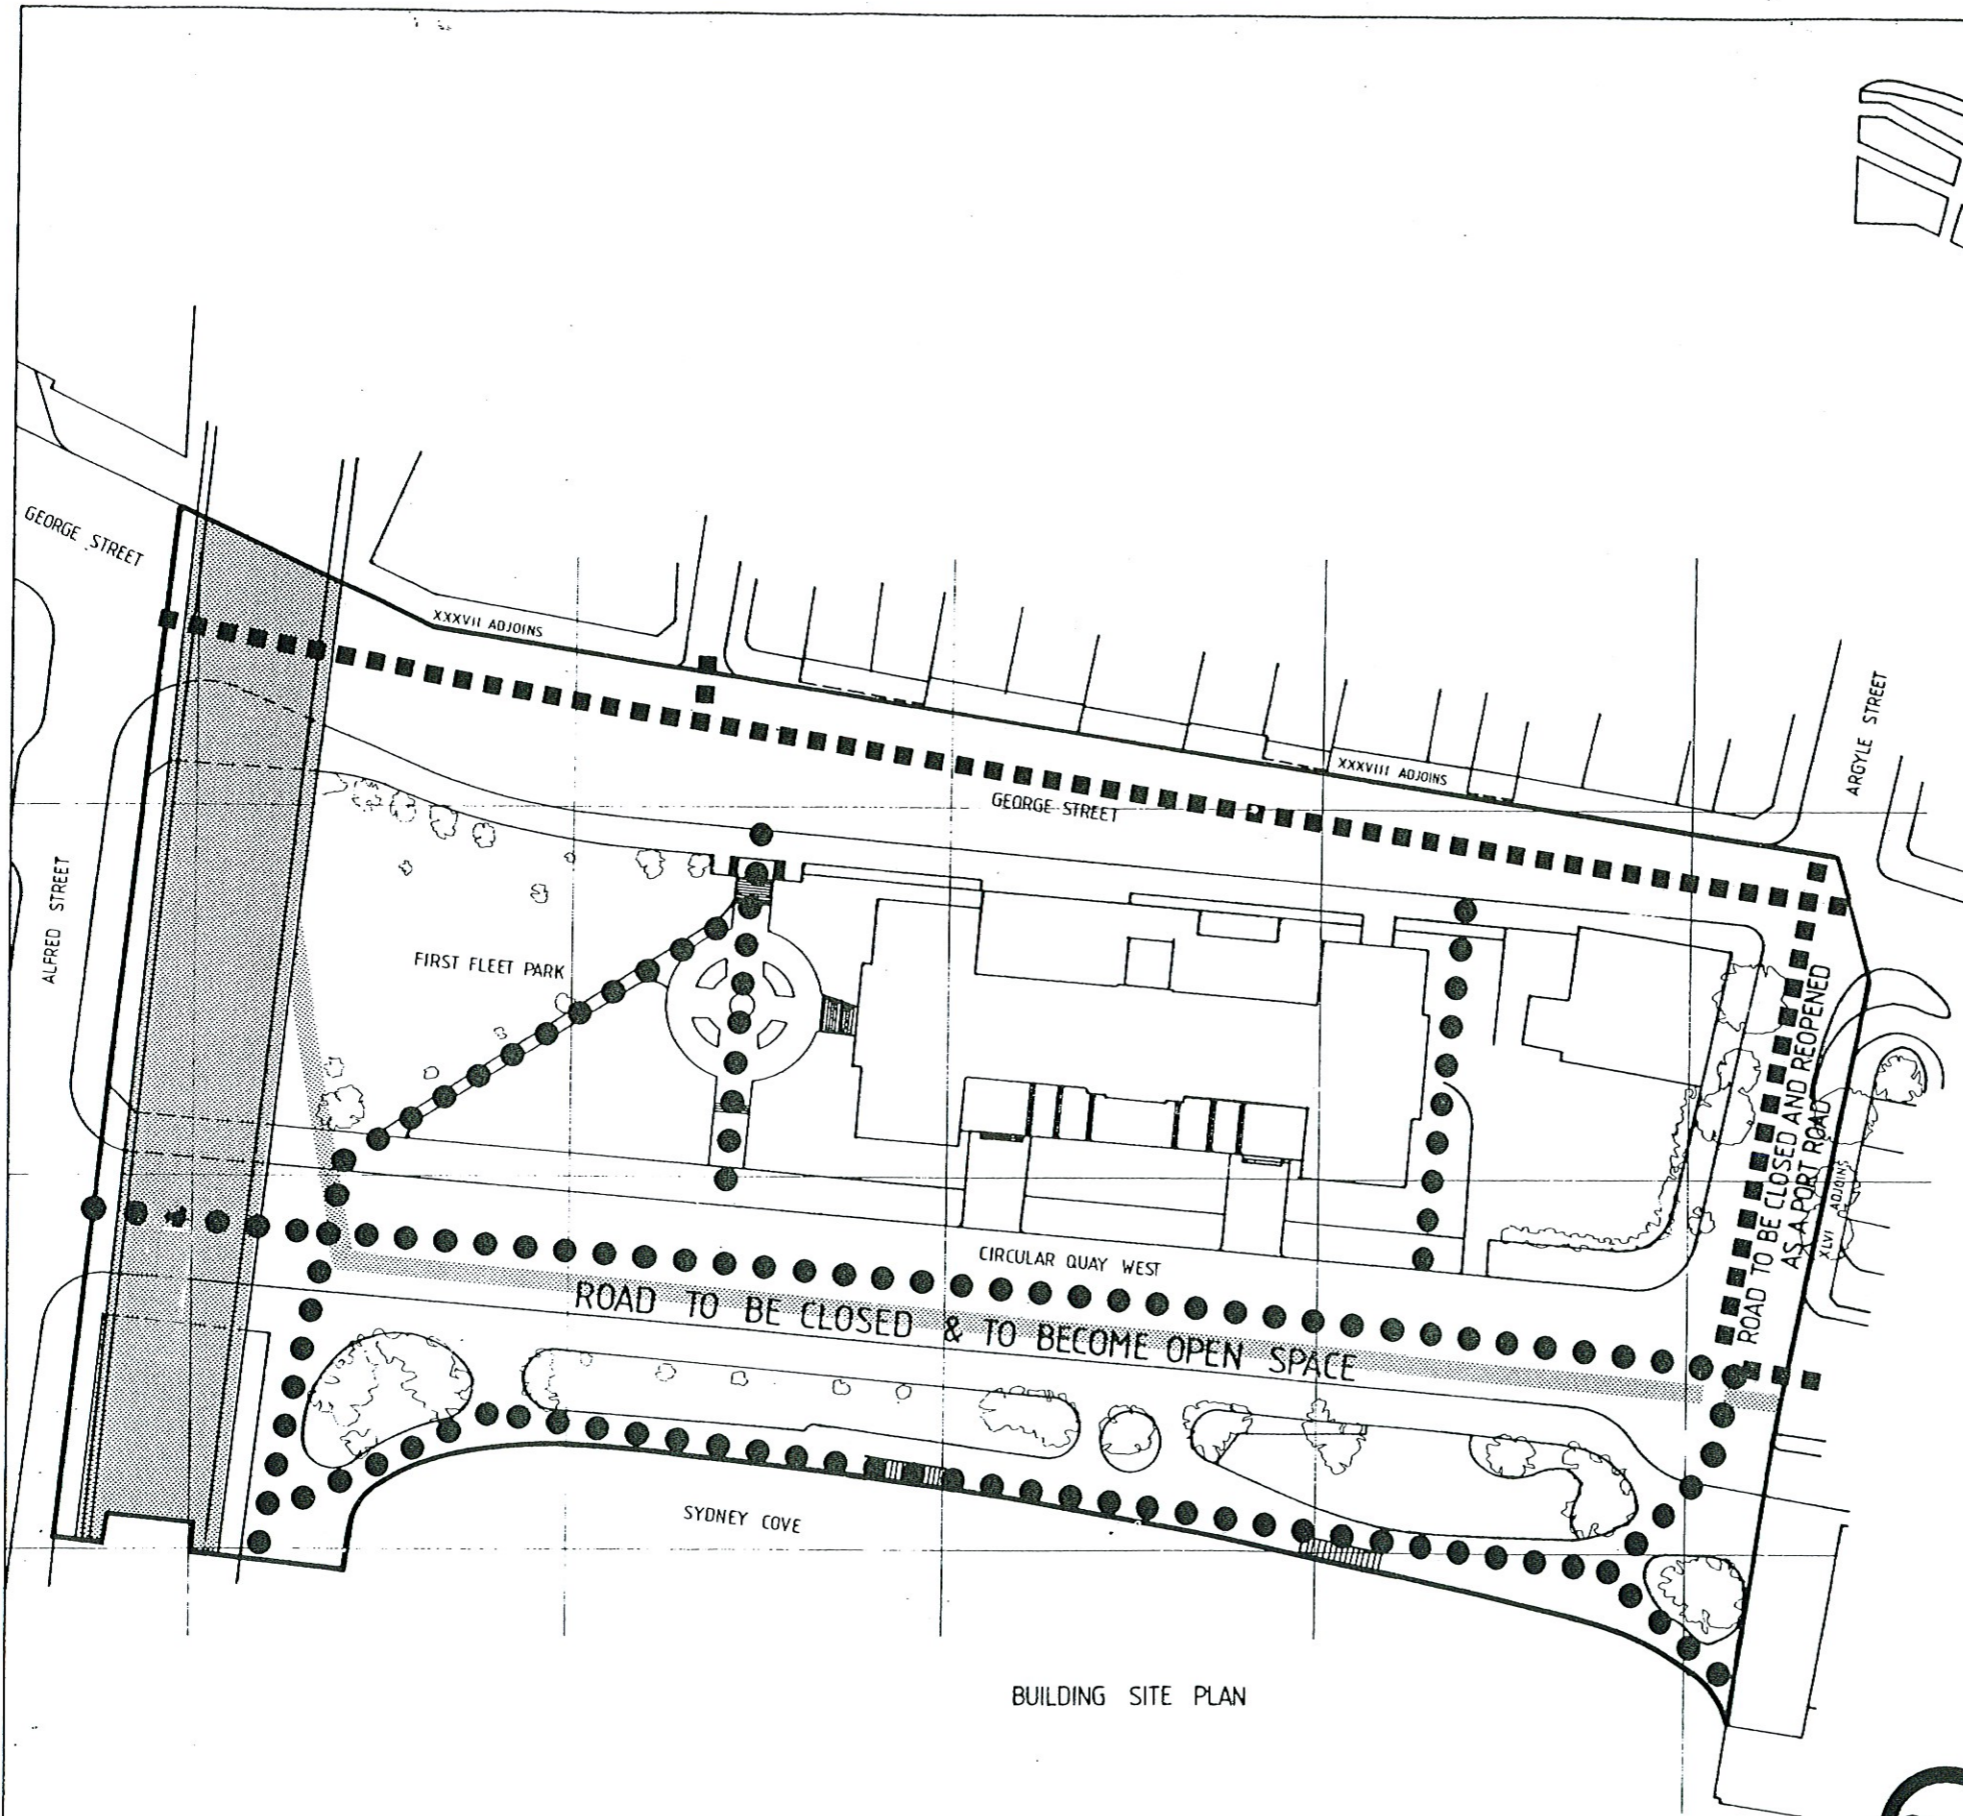 GEORGE STREET
XXXVII ADJOINS
ARGYLE STREET
XXXVIII ADJOINS
GEORGE STREET
ALFRED STREET
FIRST FLEET PARK
ROAD TO BE CLOSED AND REOPENED
AS A PORT ROAD
XLVI ADJOINS
CIRCULAR QUAY WEST
ROAD TO BE CLOSED & TO BECOME OPEN SPACE
SYDNEY COVE
BUILDING SITE PLAN